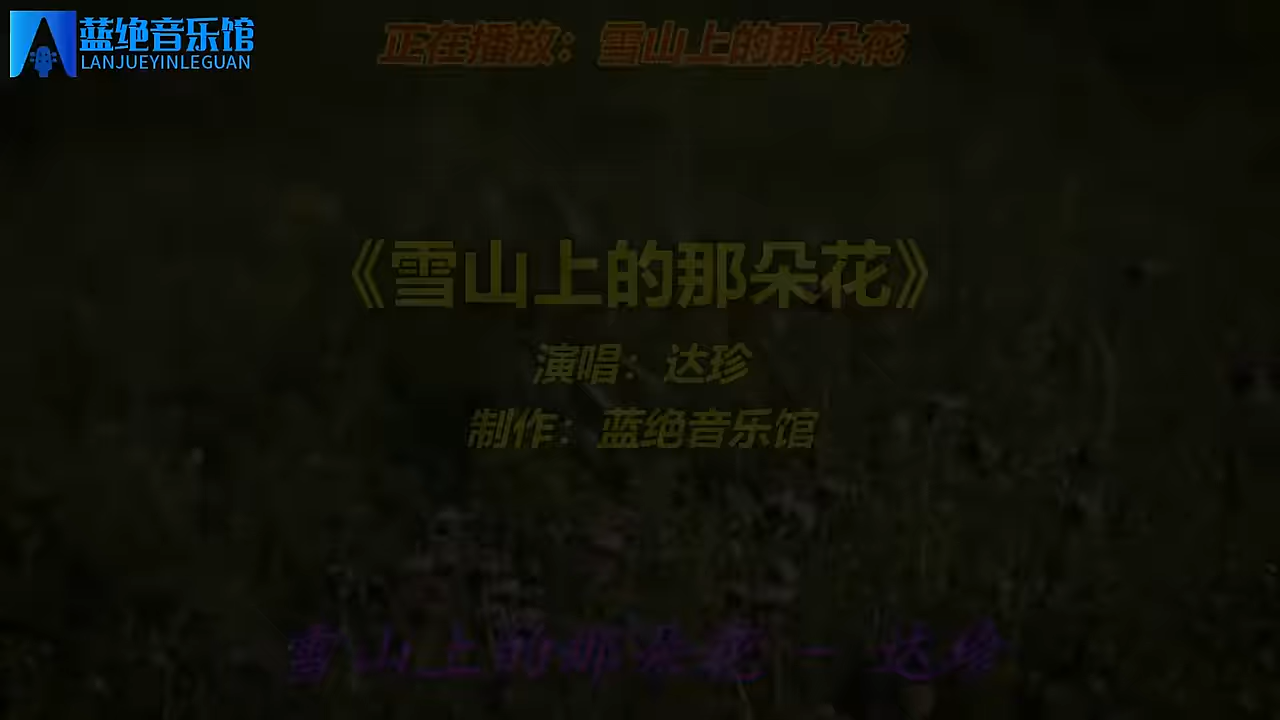 蓝绝音乐馆
LANJUEYINLEGUAN
正在播放：雪山上的那朵花
《雪山上的那朵花》
演唱：达珍
制作：蓝绝音乐馆
雪山上的那朵花 - 达珍